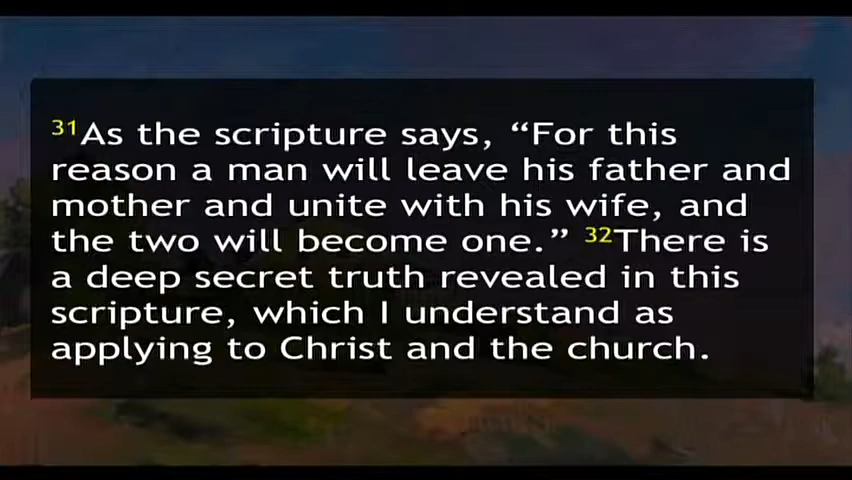 31As the scripture says, “For this
reason a man will leave his father and
mother and unite with his wife, and
the two will become one.” 32There is
a deep secret truth revealed in this
scripture, which I understand as
applying to Christ and the church.